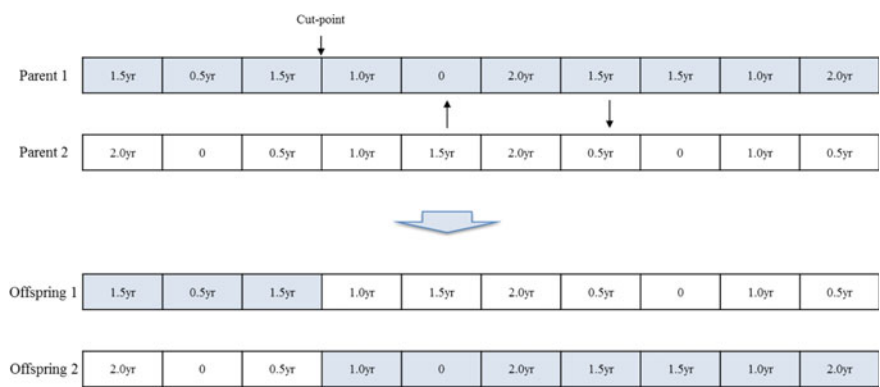 Cut-point
Parent 1 1.5yr 0.5yr 1.5yr 1.0yr 0 2.0yr 1.5yr 1.5yr 1.0yr 2.0yr
Parent 2 2.0yr 0 0.5yr 1.0yr 1.5yr 2.0yr 0.5yr 0 1.0yr 0.5yr
Offspring 1 1.5yr 0.5yr 1.5yr 1.0yr 1.5yr 2.0yr 0.5yr 0 1.0yr 0.5yr
Offspring 2 2.0yr 0 0.5yr 1.0yr 0 2.0yr 1.5yr 1.5yr 1.0yr 2.0yr